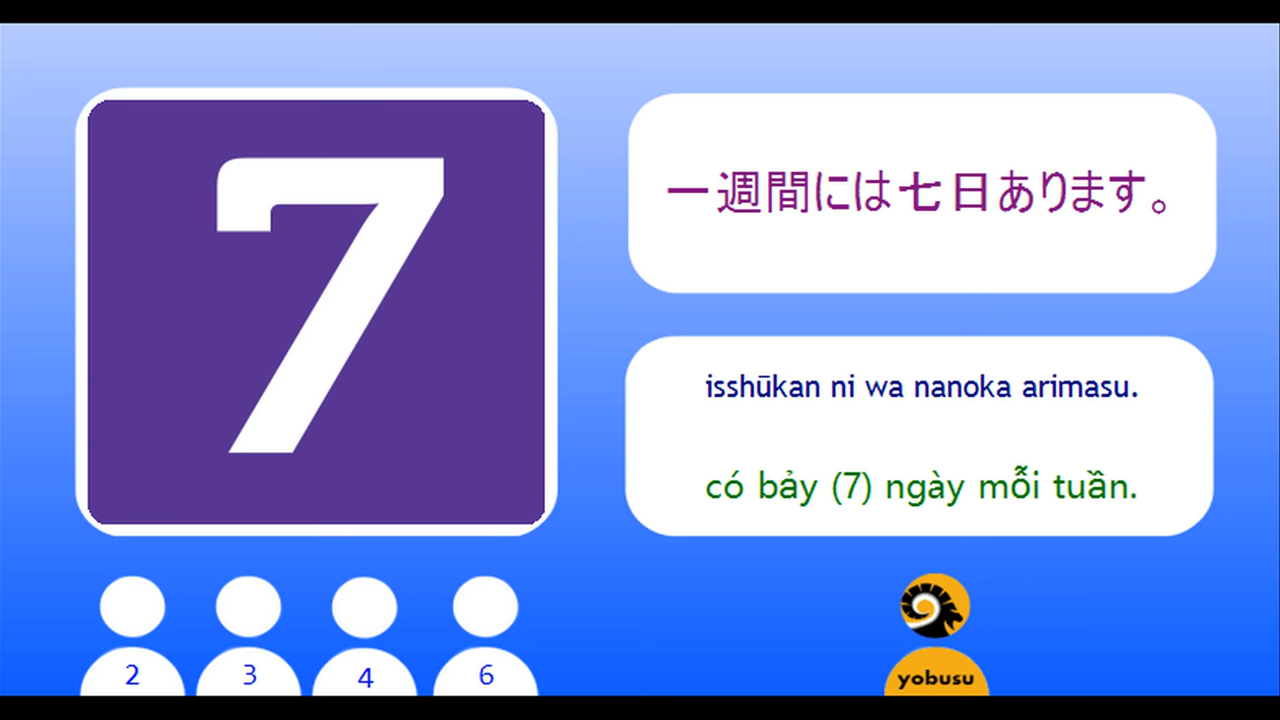 7
一週間には七日あります。
isshūkan ni wa nanoka arimasu.
có bảy (7) ngày mỗi tuần.
2 3 4 6
yobusu